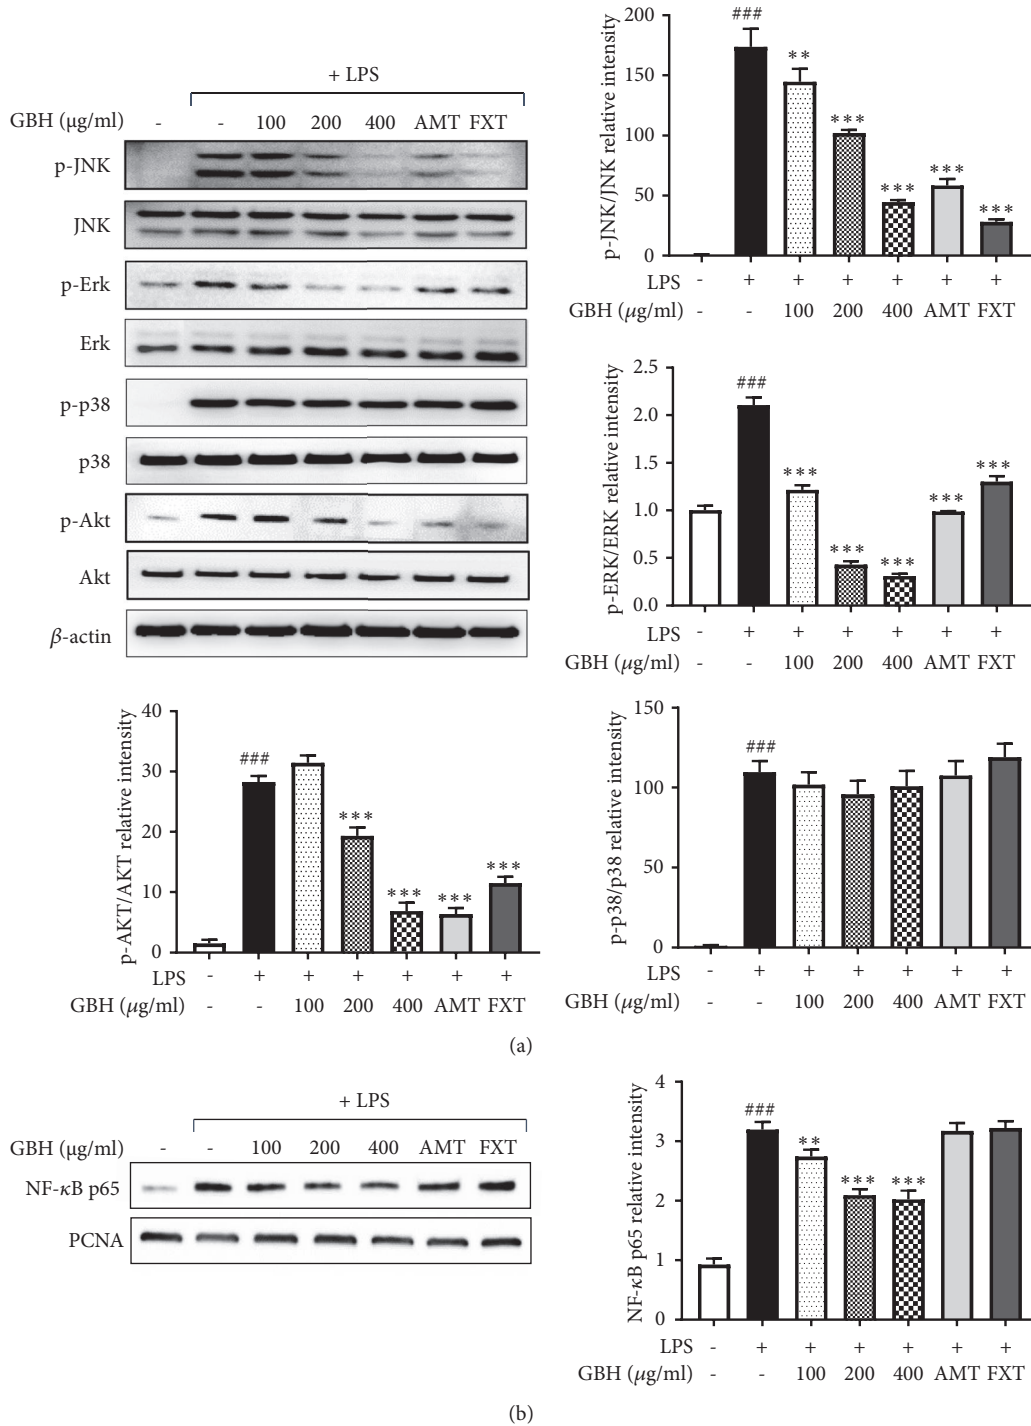 + LPS
GBH (μg/ml) - - 100 200 400 AMT FXT
p-JNK
JNK
p-Erk
Erk
p-p38
p38
p-Akt
Akt
β-actin
p-JNK/JNK relative intensity
200
150
100
50
0
###
**
***
***
***
***
LPS - + + + + + +
GBH (μg/ml) - - 100 200 400 AMT FXT
p-ERK/ERK relative intensity
2.5
2.0
1.5
1.0
0.5
0.0
###
***
***
***
***
***
LPS - + + + + + +
GBH (μg/ml) - - 100 200 400 AMT FXT
p-AKT/AKT relative intensity
40
30
20
10
0
###
***
***
***
***
LPS - + + + + + +
GBH (μg/ml) - - 100 200 400 AMT FXT
p-p38/p38 relative intensity
150
100
50
0
###
LPS - + + + + + +
GBH (μg/ml) - - 100 200 400 AMT FXT
(a)
+ LPS
GBH (μg/ml) - - 100 200 400 AMT FXT
NF-κB p65
PCNA
NF-κB p65 relative intensity
4
3
2
1
0
###
**
***
***
LPS - + + + + + +
GBH (μg/ml) - - 100 200 400 AMT FXT
(b)